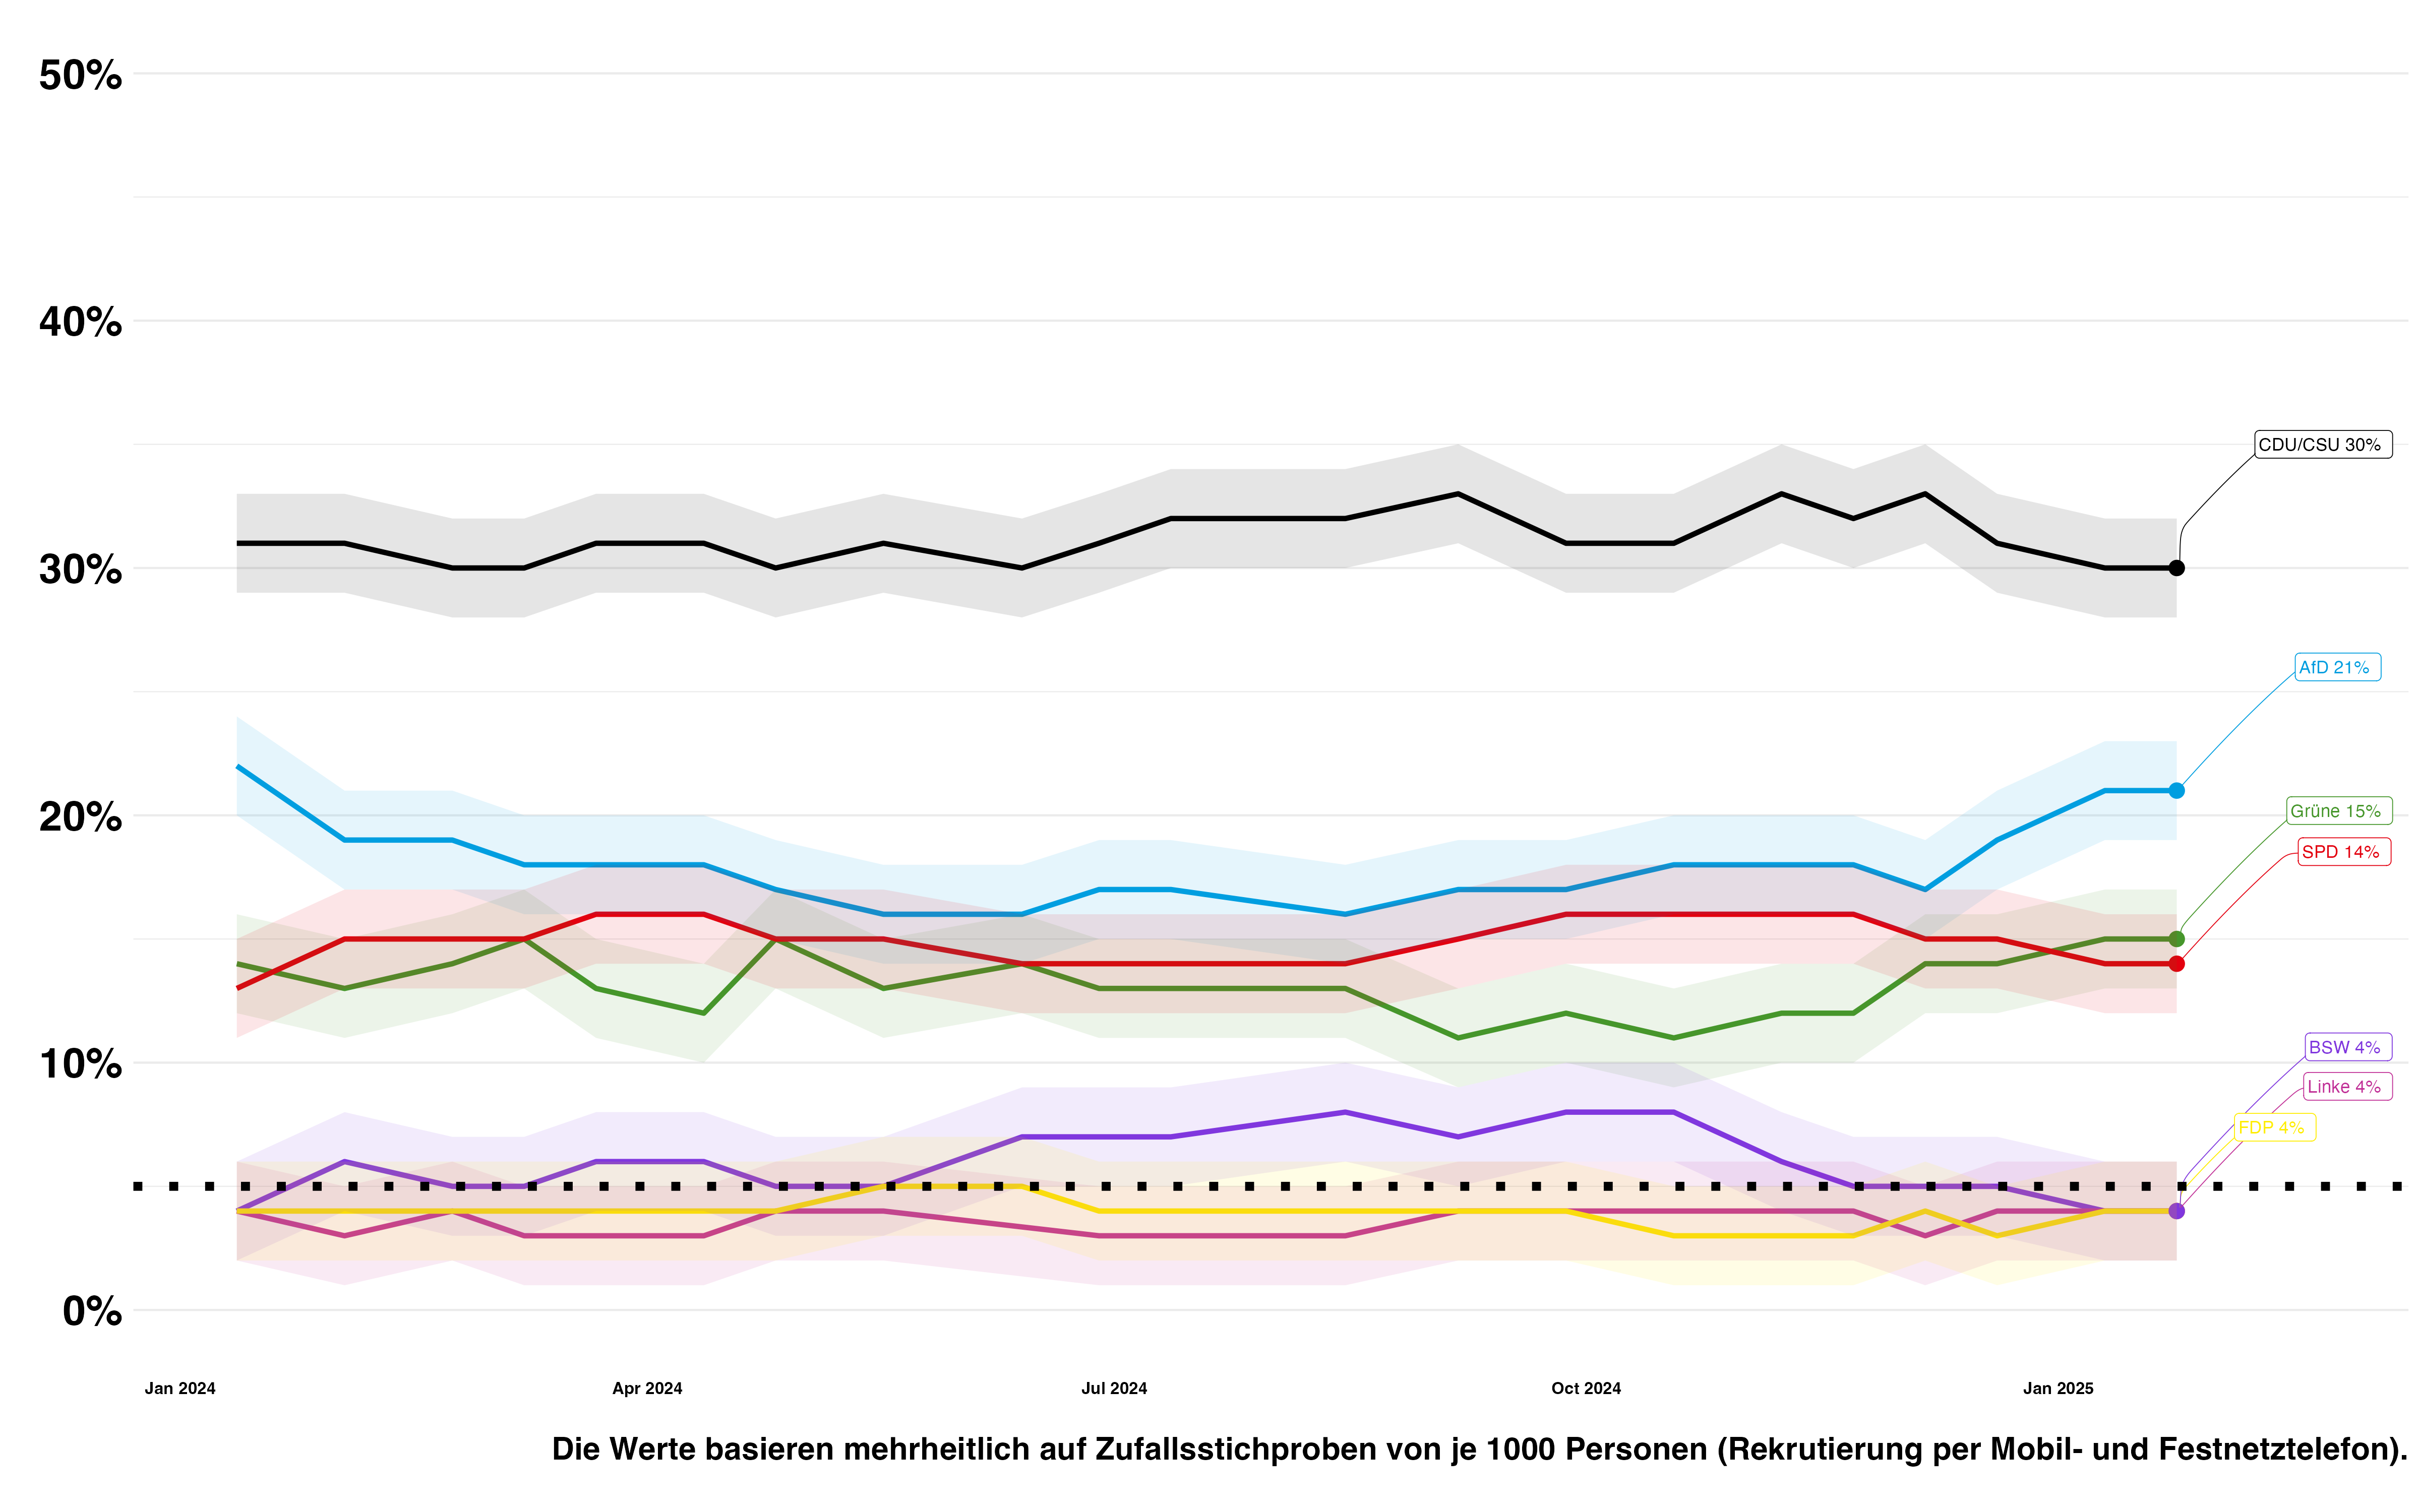 50%
40%
30%
20%
10%
0%
CDU/CSU 30%
AfD 21%
Grüne 15%
SPD 14%
BSW 4%
Linke 4%
FDP 4%
Jan 2024
Apr 2024
Jul 2024
Oct 2024
Jan 2025
Die Werte basieren mehrheitlich auf Zufallsstichproben von je 1000 Personen (Rekrutierung per Mobil- und Festnetztelefon).